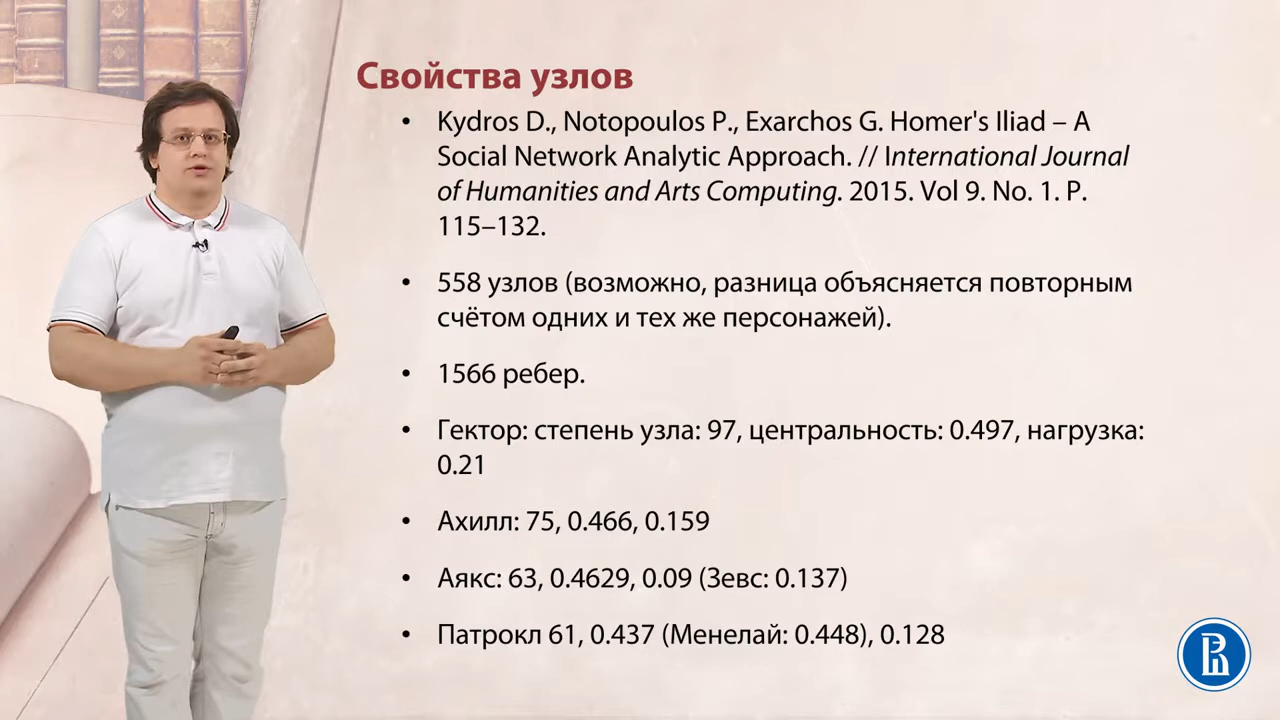 Свойства узлов
• Kydros D., Notopoulos P., Exarchos G. Homer's Iliad – A
Social Network Analytic Approach. // International Journal
of Humanities and Arts Computing. 2015. Vol 9. No. 1. P.
115–132.
• 558 узлов (возможно, разница объясняется повторным
счётом одних и тех же персонажей).
• 1566 ребер.
• Гектор: степень узла: 97, центральность: 0.497, нагрузка:
0.21
• Ахилл: 75, 0.466, 0.159
• Аякс: 63, 0.4629, 0.09 (Зевс: 0.137)
• Патрокл 61, 0.437 (Менелай: 0.448), 0.128